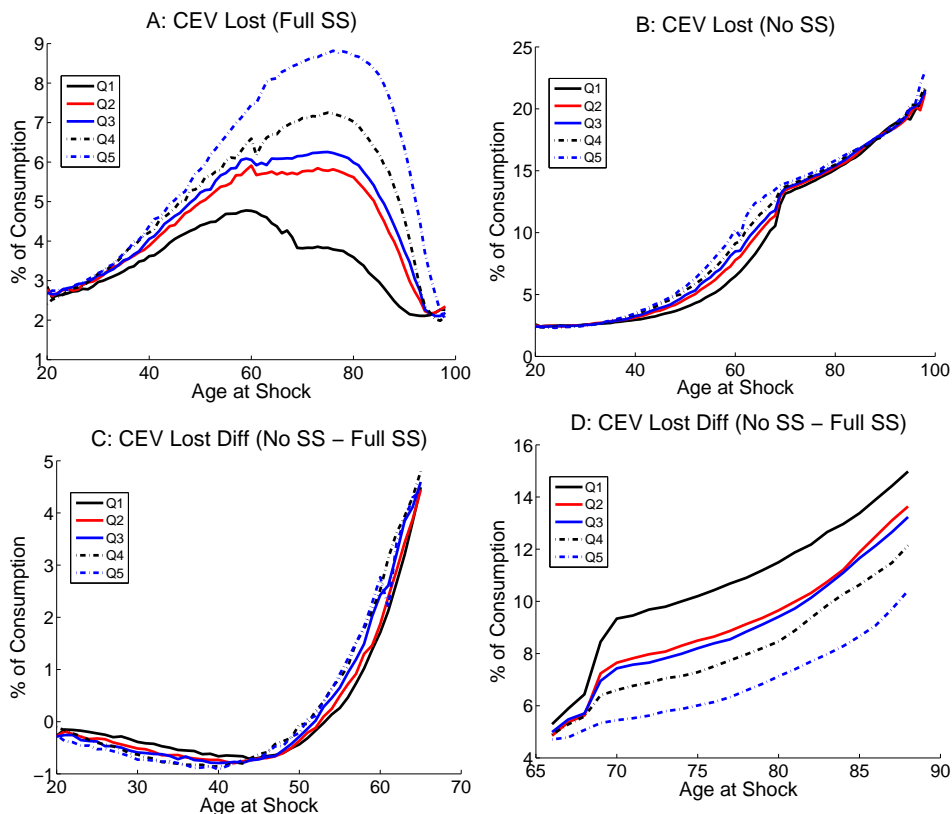 A: CEV Lost (Full SS)
% of Consumption
9
8
7
6
5
4
3
2
1
Q1
Q2
Q3
Q4
Q5
20
40
60
80
100
Age at Shock
B: CEV Lost (No SS)
% of Consumption
25
20
15
10
5
0
Q1
Q2
Q3
Q4
Q5
20
40
60
80
100
Age at Shock
C: CEV Lost Diff (No SS − Full SS)
% of Consumption
5
4
3
2
1
0
−1
Q1
Q2
Q3
Q4
Q5
20
30
40
50
60
70
Age at Shock
D: CEV Lost Diff (No SS − Full SS)
% of Consumption
16
14
12
10
8
6
4
Q1
Q2
Q3
Q4
Q5
65
70
75
80
85
90
Age at Shock